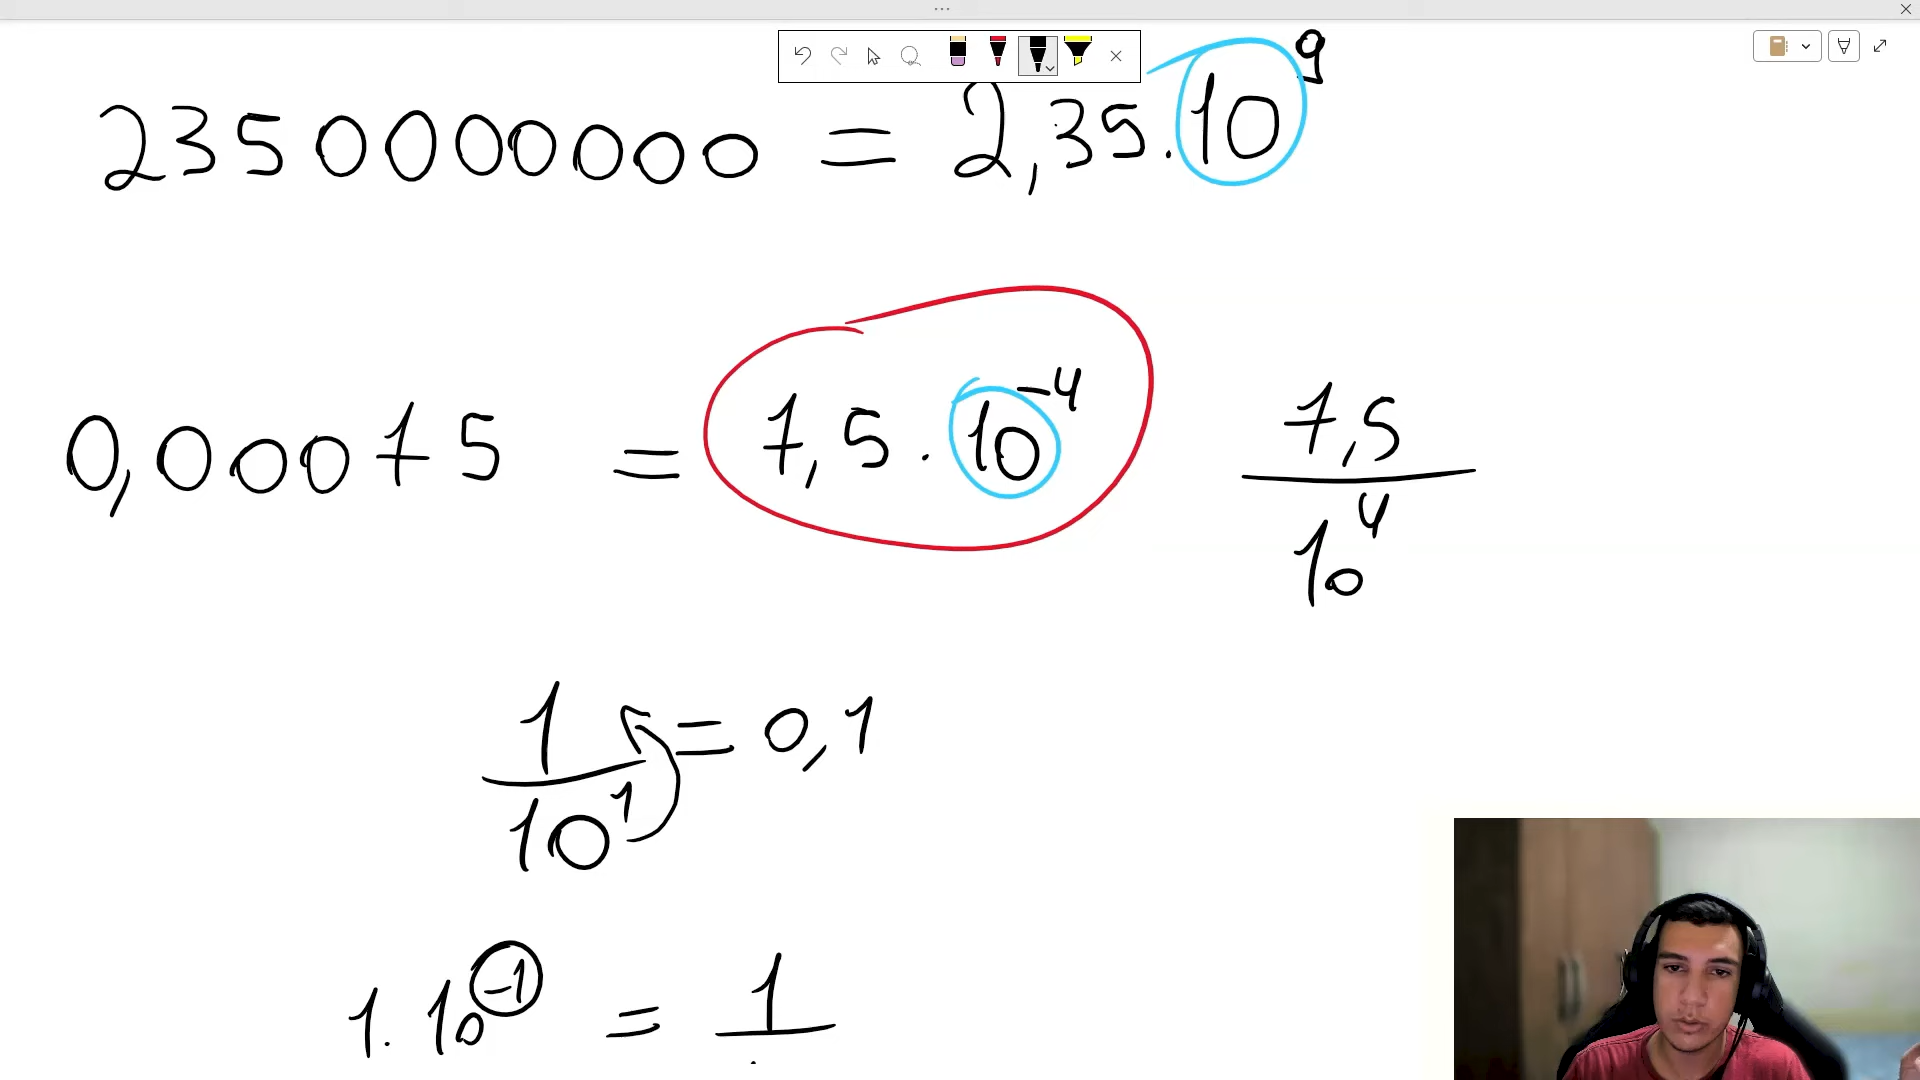 2350000000 = 2,35.10⁹
0,00075 = 7,5 . 10⁻⁴
7,5
10⁴
1 = 0,1
10¹
1. 10⁻¹ = 1